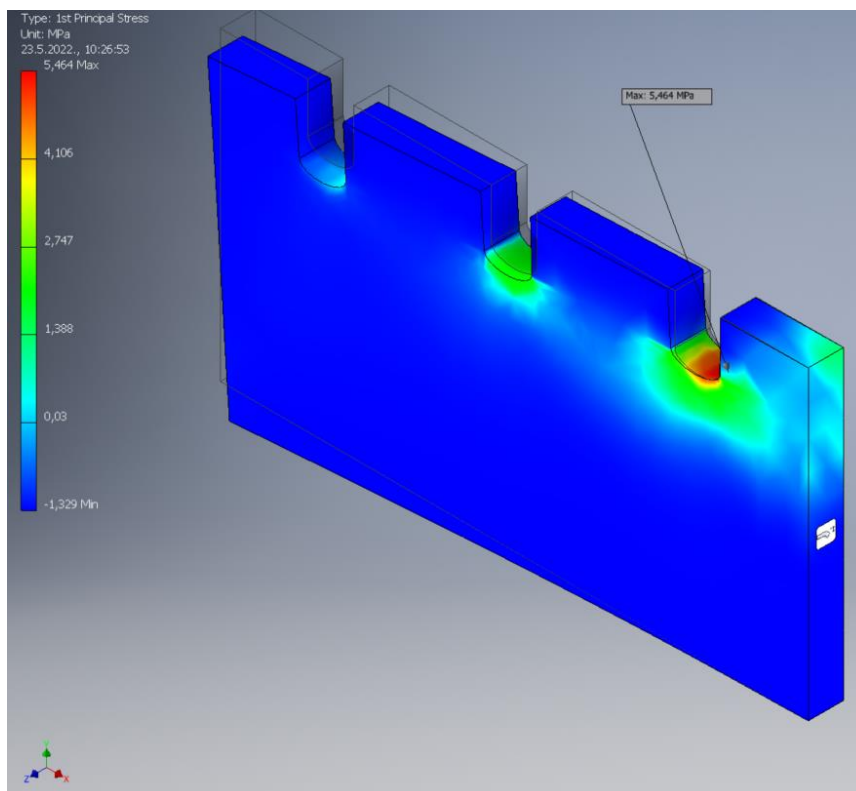 Type: 1st Principal Stress
Unit: MPa
23.5.2022., 10:26:53
5,464 Max
4,106
2,747
1,388
0,03
-1,329 Min
Max: 5,464 MPa
Y
Z
X